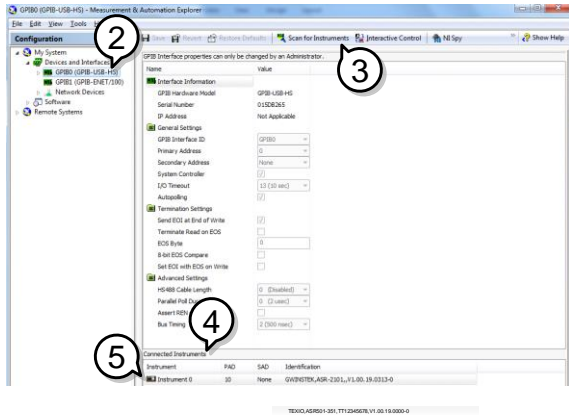 GPIB0 (GPIB-USB-HS) - Measurement & Automation Explorer
File Edit View Tools
Configuration
Save Revert Restore Defaults Scan for Instruments Interactive Control NI Spy Show Help
2
3
My System
Devices and Interfaces
GPIB0 (GPIB-USB-HS)
GPIB1 (GPIB-ENET/100)
Network Devices
Software
Remote Systems
GPIB Interface properties can only be changed by an Administrator.
Name Value
Interface Information
GPIB Hardware Model GPIB-USB-HS
Serial Number 015DB265
IP Address Not Applicable
General Settings
GPIB Interface ID GPIB0
Primary Address 0
Secondary Address None
System Controller
I/O Timeout 13 (10 sec)
Autopolling
Termination Settings
Send EOI at End of Write
Terminate Read on EOS
EOS Byte 0
8-bit EOS Compare
Set EOI with EOS on Write
Advanced Settings
HS488 Cable Length 0 (Disabled)
Parallel Poll 0 (2 usec)
Assert REN
Bus Timing 2 (500 nsec)
4
5
Connected Instruments
Instrument PAD SAD Identification
Instrument 0 10 None GWINSTEK,ASR-2101,,V1.00.19.0313-0
TEXIO,ASR501-351,TT12345678,V1.00.19.0000-0